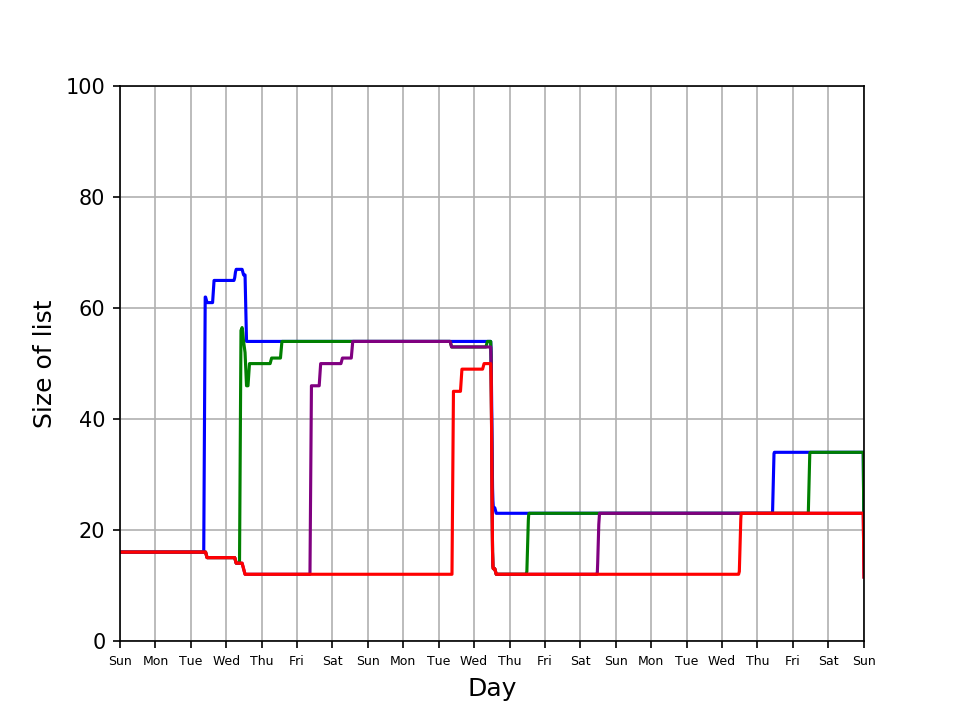 100
80
60
40
20
0
Size of list
Sun Mon Tue Wed Thu Fri Sat Sun Mon Tue Wed Thu Fri Sat Sun Mon Tue Wed Thu Fri Sat Sun
Day